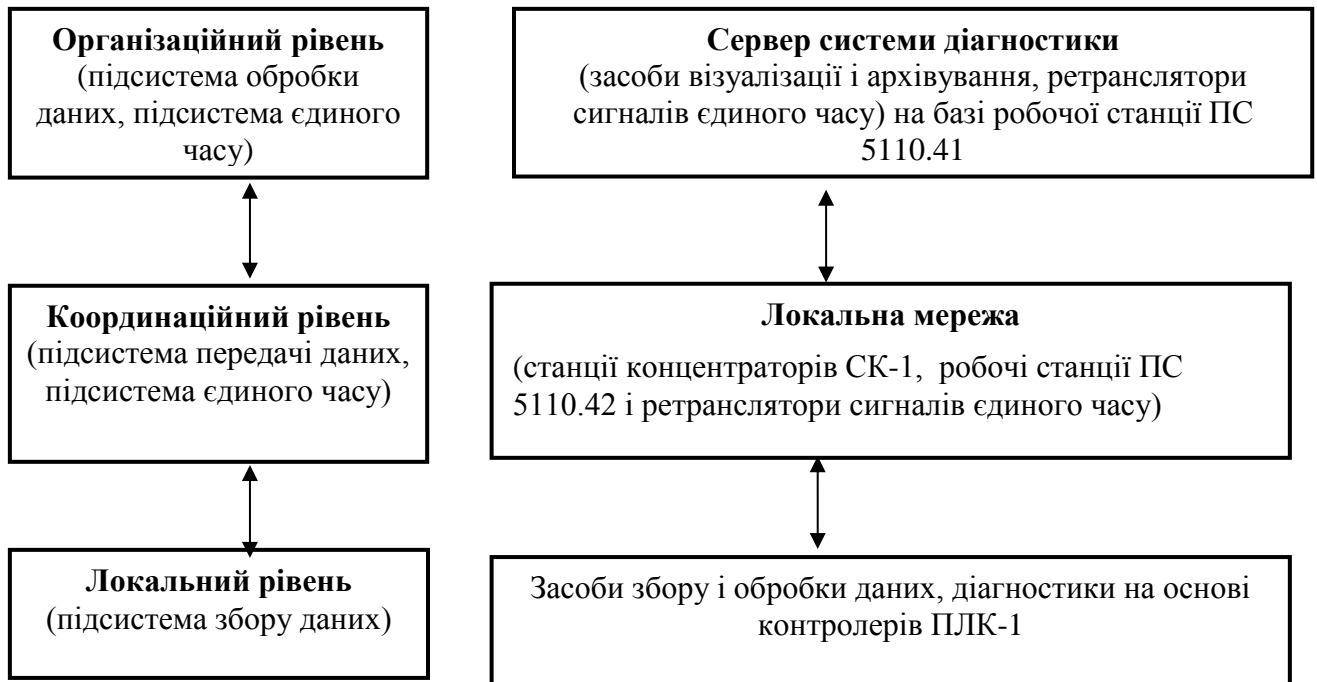 Організаційний рівень
(підсистема обробки
даних, підсистема єдиного
часу)
Сервер системи діагностики
(засоби візуалізації і архівування, ретранслятори
сигналів єдиного часу) на базі робочої станції ПС
5110.41
Координаційний рівень
(підсистема передачі даних,
підсистема єдиного часу)
Локальна мережа
(станції концентраторів СК-1, робочі станції ПС
5110.42 і ретранслятори сигналів єдиного часу)
Локальний рівень
(підсистема збору даних)
Засоби збору і обробки даних, діагностики на основі
контролерів ПЛК-1